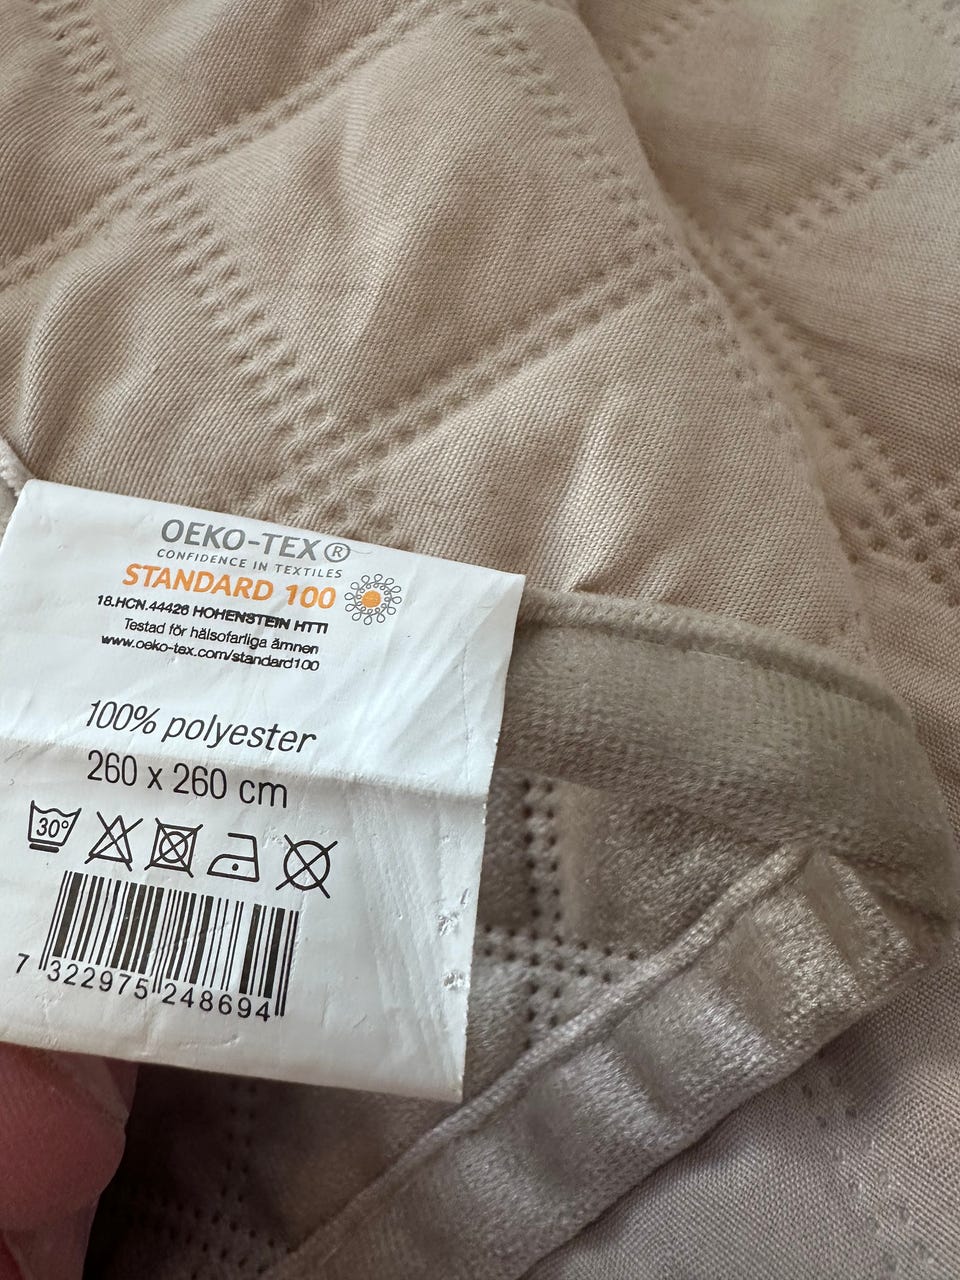 OEKO-TEX®
CONFIDENCE IN TEXTILES
STANDARD 100
18.HCN.44426 HOHENSTEIN HTTI
Testad för hälsofarliga ämnen
www.oeko-tex.com/standard100
100% polyester
260 x 260 cm
30°
7 322975 248694